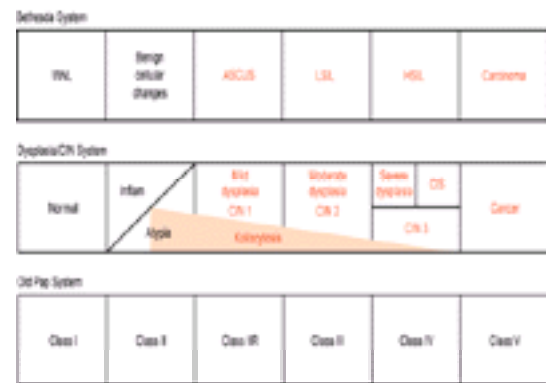 Bethesda System
WNL
Benign
cellular
changes
ASCUS
LSIL
HSIL
Carcinoma
Dysplasia/CIN System
Normal
Inflam
Atypia
Mild
dysplasia
CIN 1
Moderate
dysplasia
CIN 2
Severe
dysplasia
CIS
CIN 3
Cancer
Koilocytosis
Old Pap System
Class I
Class II
Class IIR
Class III
Class IV
Class V